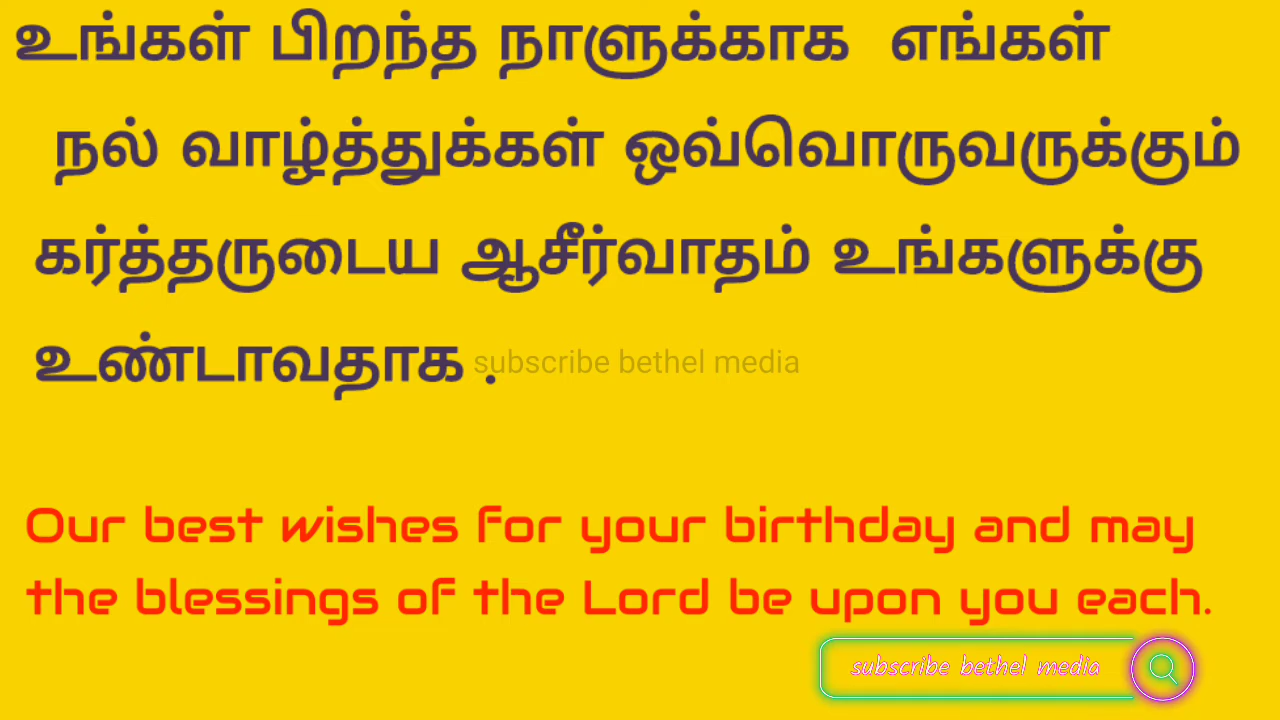 உங்கள் பிறந்த நாளுக்காக எங்கள்
நல் வாழ்த்துக்கள் ஒவ்வொருவருக்கும்
கர்த்தருடைய ஆசீர்வாதம் உங்களுக்கு
உண்டாவதாக .
subscribe bethel media
Our best wishes for your birthday and may
the blessings of the Lord be upon you each.
subscribe bethel media